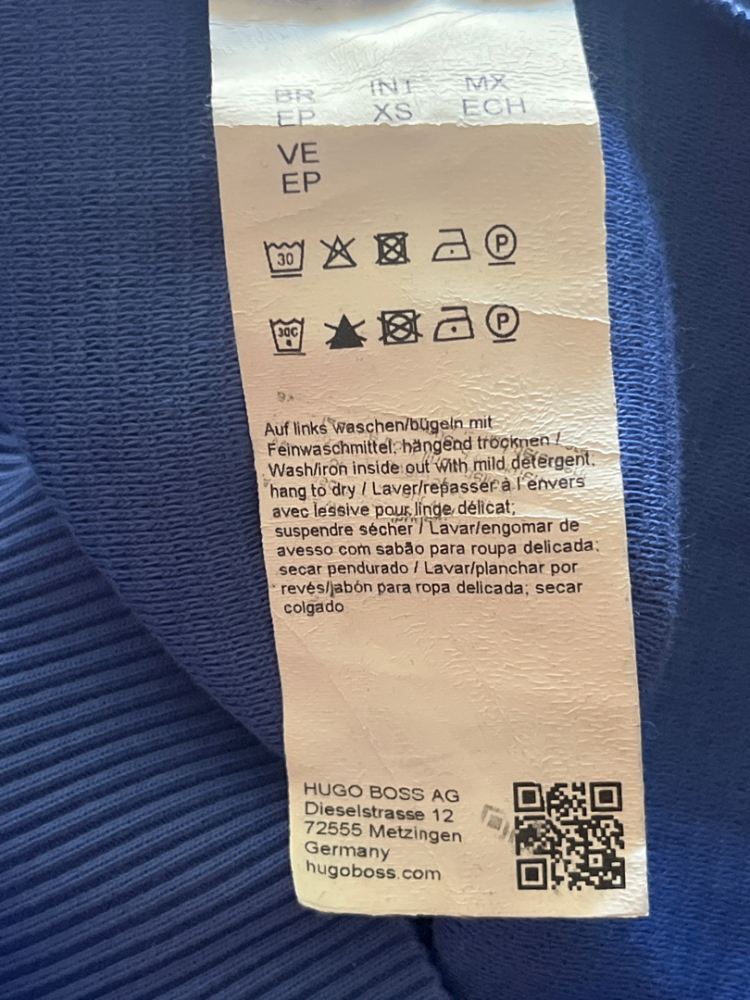 BR INT MX
EP XS ECH
VE
EP
30 P
30C P
Auf links waschen/bügeln mit
Feinwaschmittel; hängend trocknen /
Wash/iron inside out with mild detergent;
hang to dry / Laver/repasser à l'envers
avec lessive pour linge délicat;
suspendre sécher / Lavar/engomar de
avesso com sabão para roupa delicada;
secar pendurado / Lavar/planchar por
revés/jabón para ropa delicada; secar
colgado
HUGO BOSS AG
Dieselstrasse 12
72555 Metzingen
Germany
hugoboss.com